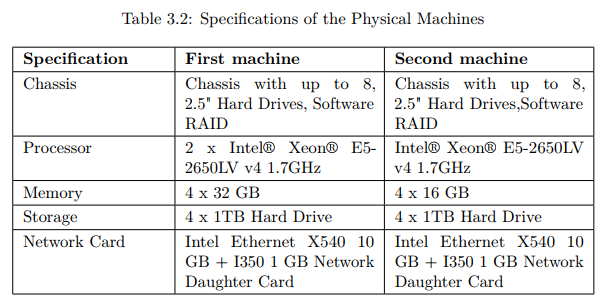 Table 3.2: Specifications of the Physical Machines
Specification First machine Second machine
Chassis Chassis with up to 8, Chassis with up to 8,
2.5" Hard Drives, Software 2.5" Hard Drives,Software
RAID RAID
Processor 2 x Intel® Xeon® E5- Intel® Xeon® E5-2650LV
2650LV v4 1.7GHz v4 1.7GHz
Memory 4 x 32 GB 4 x 16 GB
Storage 4 x 1TB Hard Drive 4 x 1TB Hard Drive
Network Card Intel Ethernet X540 10 Intel Ethernet X540 10
GB + I350 1 GB Network GB + I350 1 GB Network
Daughter Card Daughter Card